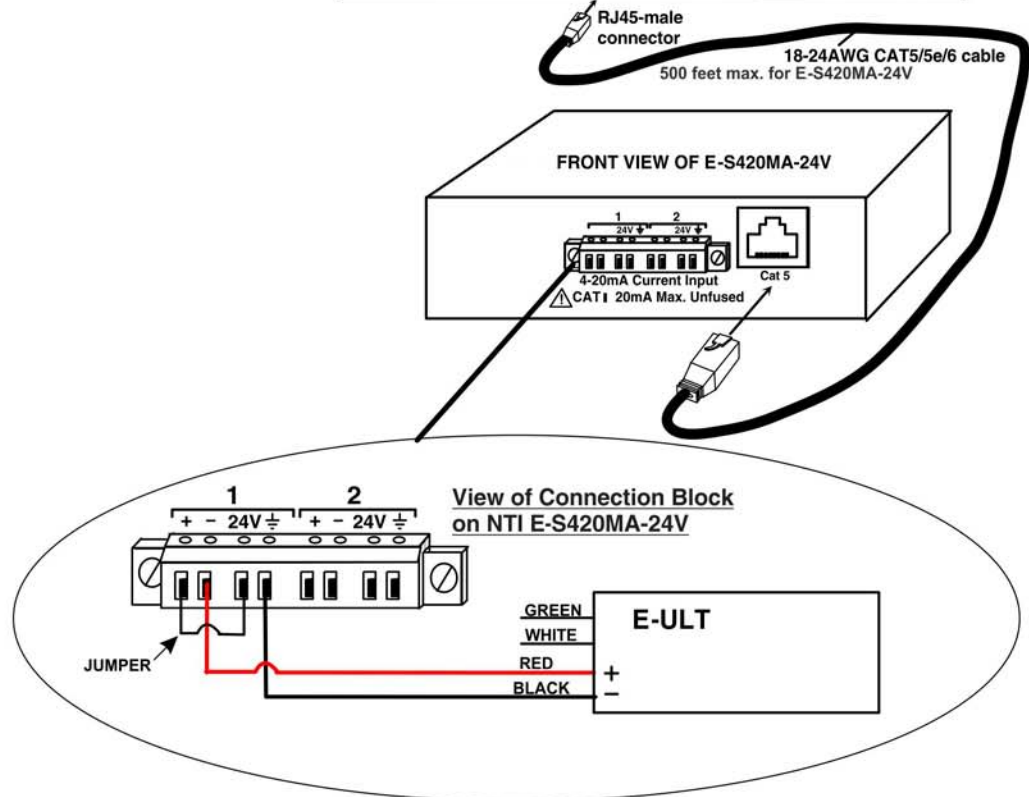 RJ45-male
connector
18-24AWG CAT5/5e/6 cable
500 feet max. for E-S420MA-24V
FRONT VIEW OF E-S420MA-24V
1 2
24V 24V
4-20mA Current Input
CAT I 20mA Max. Unfused
Cat 5
View of Connection Block
on NTI E-S420MA-24V
1 2
+ - 24V + - 24V
JUMPER
GREEN
WHITE
RED
BLACK
E-ULT
+
-